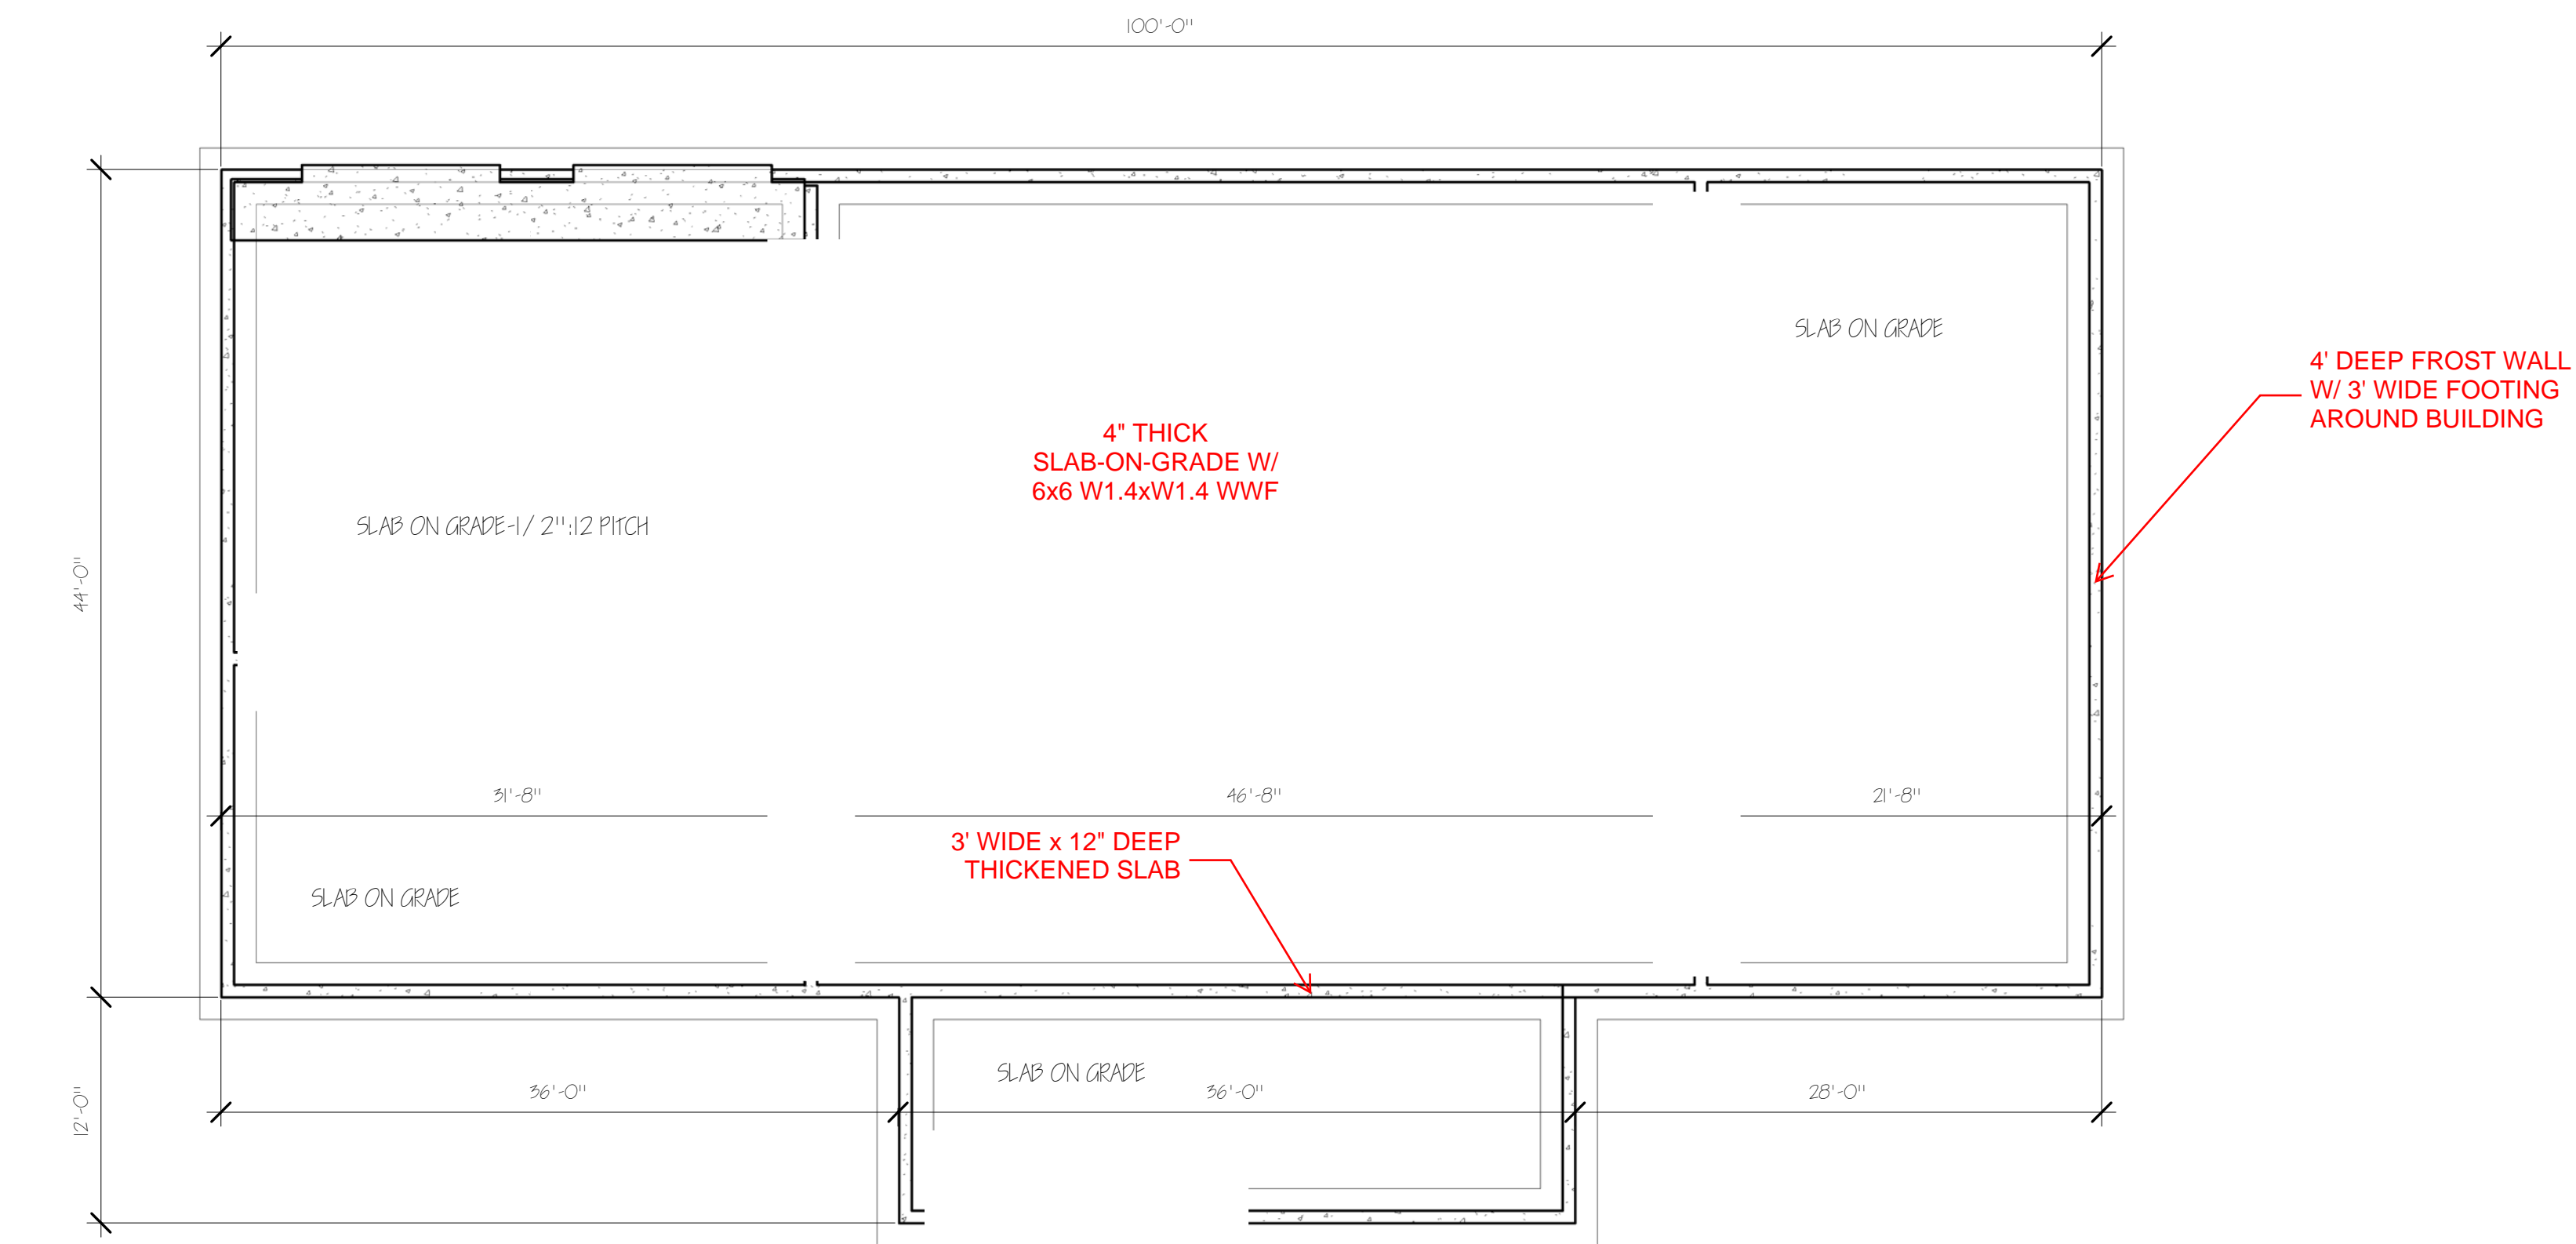 100'-0"
SLAB ON GRADE
4' DEEP FROST WALL
W/ 3' WIDE FOOTING
AROUND BUILDING
4" THICK
SLAB-ON-GRADE W/
6x6 W1.4xW1.4 WWF
SLAB ON GRADE-1/2":12 PITCH
44'-0"
31'-8"
46'-8"
21'-8"
3' WIDE x 12" DEEP
THICKENED SLAB
SLAB ON GRADE
SLAB ON GRADE
36'-0"
36'-0"
28'-0"
12'-0"